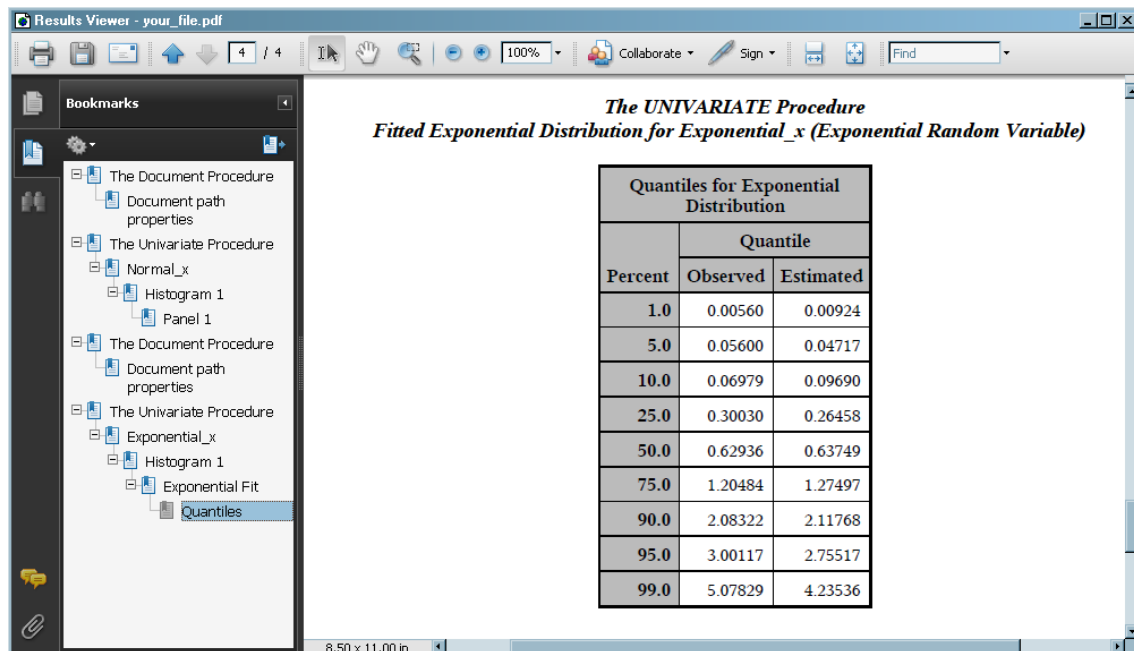 Results Viewer - your_file.pdf
4 / 4 100% Collaborate Sign Find
Bookmarks
The Document Procedure
Document path
properties
The Univariate Procedure
Normal_x
Histogram 1
Panel 1
The Document Procedure
Document path
properties
The Univariate Procedure
Exponential_x
Histogram 1
Exponential Fit
Quantiles
The UNIVARIATE Procedure
Fitted Exponential Distribution for Exponential_x (Exponential Random Variable)
Quantiles for Exponential
Distribution
Quantile
Percent Observed Estimated
1.0 0.00560 0.00924
5.0 0.05600 0.04717
10.0 0.06979 0.09690
25.0 0.30030 0.26458
50.0 0.62936 0.63749
75.0 1.20484 1.27497
90.0 2.08322 2.11768
95.0 3.00117 2.75517
99.0 5.07829 4.23536
8.50 x 11.00 in